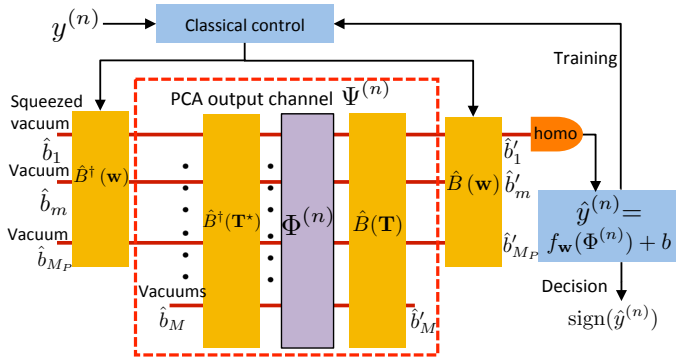 y^{(n)}
Classical control
Training
PCA output channel Ψ^{(n)}
Squeezed
vacuum
b̂_1
Vacuum
b̂_m
Vacuum
b̂_{M_P}
B̂^†(w)
B̂^†(T^⋆)
Φ^{(n)}
B̂(T)
B̂(w)
Vacuums
b̂_M
b̂′_M
b̂′_1
b̂′_m
b̂′_{M_P}
homo
ŷ^{(n)}=
f_w(Φ^{(n)}) + b
Decision
sign(ŷ^{(n)})